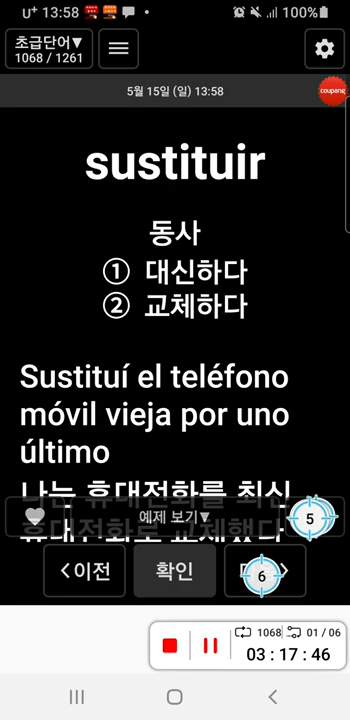 U+ 13:58 100%
초급단어▼
1068 / 1261
5월 15일 (일) 13:58
coupang
sustituir
동사
① 대신하다
② 교체하다
Sustituí el teléfono
móvil vieja por uno
último
나는 휴대전화를 최신
예제 보기▼
휴대전화로 교체했다
5
<이전
확인
6
1068 01 / 06
03 : 17 : 46